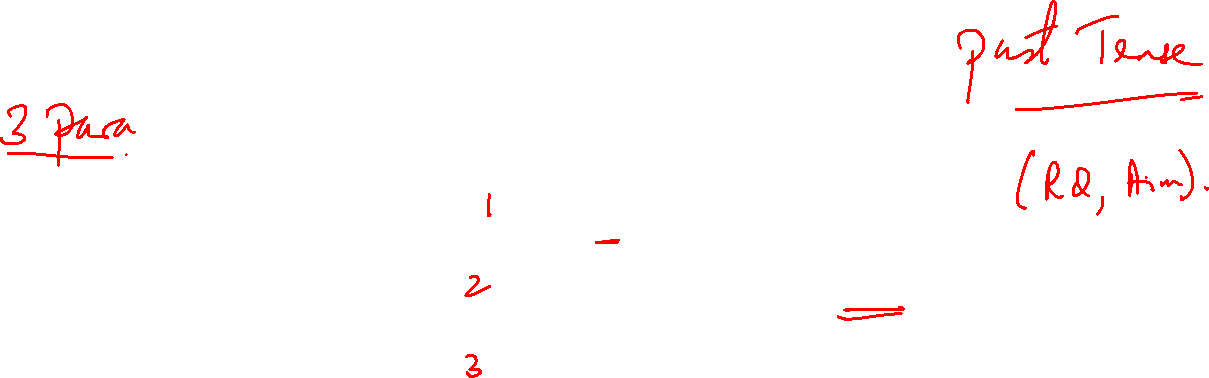 Past Tense
3 Para
(RQ, Aim).
1
2
3